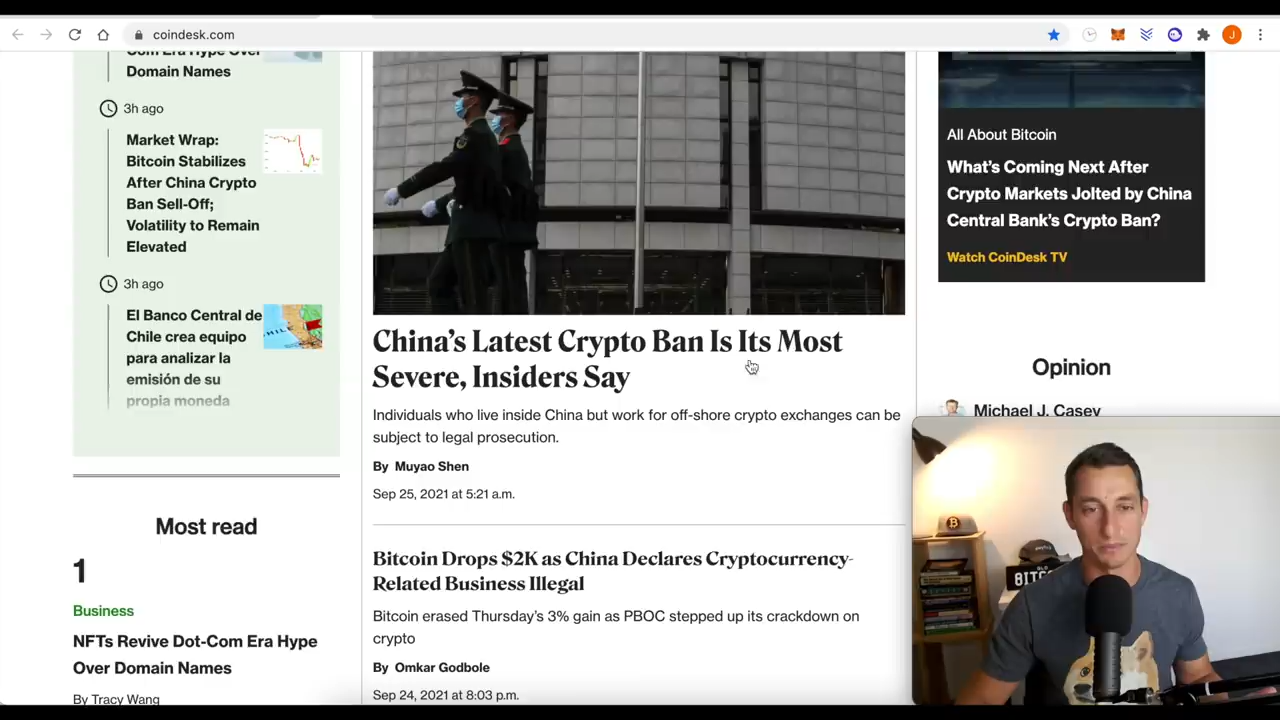 coindesk.com
J
Com Era Hype Over
Domain Names
3h ago
Market Wrap:
Bitcoin Stabilizes
After China Crypto
Ban Sell-Off;
Volatility to Remain
Elevated
3h ago
El Banco Central de
Chile crea equipo
para analizar la
emisión de su
propia moneda
Most read
1
Business
NFTs Revive Dot-Com Era Hype
Over Domain Names
By Tracy Wang
China’s Latest Crypto Ban Is Its Most
Severe, Insiders Say
Individuals who live inside China but work for off-shore crypto exchanges can be
subject to legal prosecution.
By Muyao Shen
Sep 25, 2021 at 5:21 a.m.
Bitcoin Drops $2K as China Declares Cryptocurrency-
Related Business Illegal
Bitcoin erased Thursday’s 3% gain as PBOC stepped up its crackdown on
crypto
By Omkar Godbole
Sep 24, 2021 at 8:03 p.m.
All About Bitcoin
What’s Coming Next After
Crypto Markets Jolted by China
Central Bank’s Crypto Ban?
Watch CoinDesk TV
Opinion
Michael J. Casey